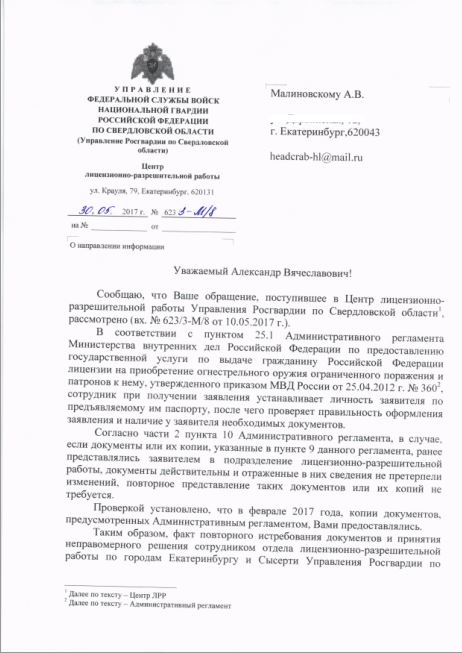 УПРАВЛЕНИЕ
ФЕДЕРАЛЬНОЙ СЛУЖБЫ ВОЙСК
НАЦИОНАЛЬНОЙ ГВАРДИИ
РОССИЙСКОЙ ФЕДЕРАЦИИ
ПО СВЕРДЛОВСКОЙ ОБЛАСТИ
(Управление Росгвардии по Свердловской
области)
Центр
лицензионно-разрешительной работы
ул. Крауля, 79, Екатеринбург, 620131
30.05 2017 г. № 623 3-М/8
на № от
О направлении информации
Малиновскому А.В.
г. Екатеринбург,620043
headcrab-hl@mail.ru
Уважаемый Александр Вячеславович!
Сообщаю, что Ваше обращение, поступившее в Центр лицензионно-
разрешительной работы Управления Росгвардии по Свердловской области¹,
рассмотрено (вх. № 623/3-М/8 от 10.05.2017 г.).
В соответствии с пунктом 25.1 Административного регламента
Министерства внутренних дел Российской Федерации по предоставлению
государственной услуги по выдаче гражданину Российской Федерации
лицензии на приобретение огнестрельного оружия ограниченного поражения и
патронов к нему, утвержденного приказом МВД России от 25.04.2012 г. № 360²,
сотрудник при получении заявления устанавливает личность заявителя по
предъявляемому им паспорту, после чего проверяет правильность оформления
заявления и наличие у заявителя необходимых документов.
Согласно части 2 пункта 10 Административного регламента, в случае,
если документы или их копии, указанные в пункте 9 данного регламента, ранее
представлялись заявителем в подразделение лицензионно-разрешительной
работы, документы действительны и отраженные в них сведения не претерпели
изменений, повторное представление таких документов или их копий не
требуется.
Проверкой установлено, что в феврале 2017 года, копии документов,
предусмотренных Административным регламентом, Вами предоставлялись.
Таким образом, факт повторного истребования документов и принятия
неправомерного решения сотрудником отдела лицензионно-разрешительной
работы по городам Екатеринбургу и Сысерти Управления Росгвардии по
¹ Далее по тексту – Центр ЛРР
² Далее по тексту – Административный регламент